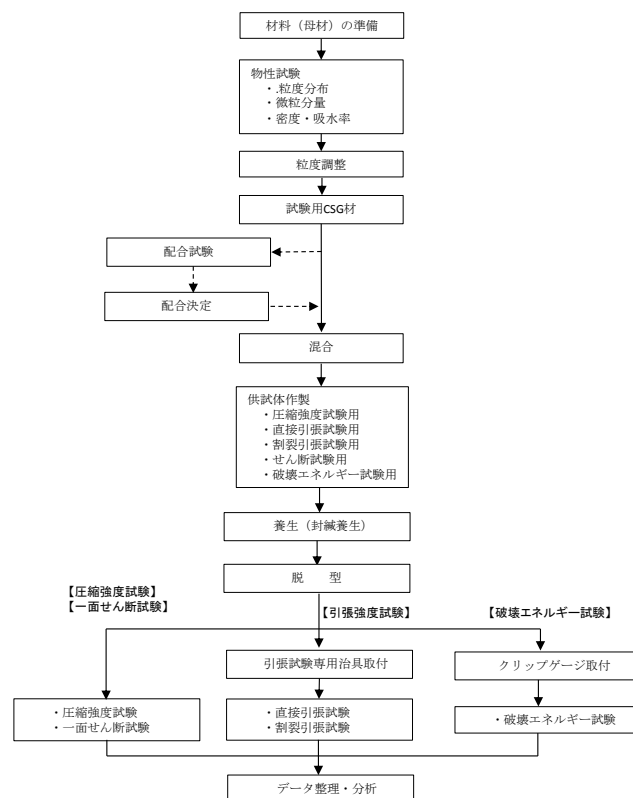 材料（母材）の準備
物性試験
・.粒度分布
・微粒分量
・密度・吸水率
粒度調整
試験用CSG材
配合試験
配合決定
混合
供試体作製
・圧縮強度試験用
・直接引張試験用
・割裂引張試験用
・せん断試験用
・破壊エネルギー試験用
養生（封緘養生）
脱　　型
【圧縮強度試験】
【一面せん断試験】
【引張強度試験】
【破壊エネルギー試験】
引張試験専用治具取付
クリップゲージ取付
・圧縮強度試験
・一面せん断試験
・直接引張試験
・割裂引張試験
・破壊エネルギー試験
データ整理・分析